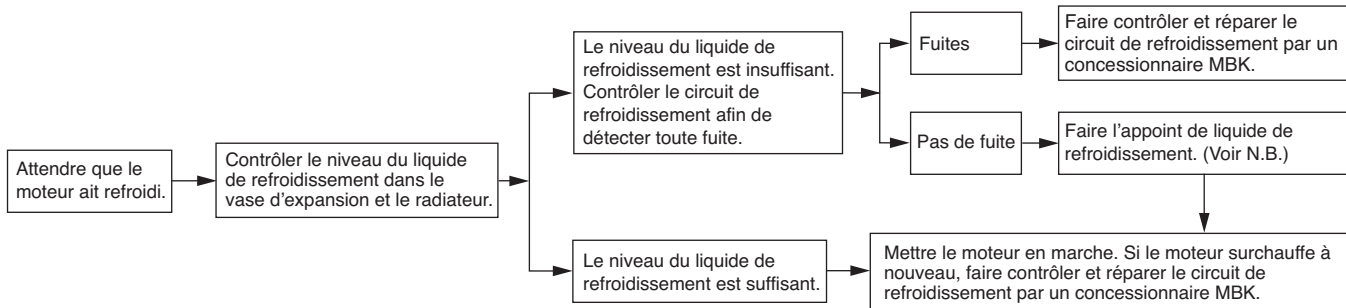 Attendre que le
moteur ait refroidi.
Contrôler le niveau du liquide
de refroidissement dans le
vase d'expansion et le radiateur.
Le niveau du liquide de
refroidissement est insuffisant.
Contrôler le circuit de
refroidissement afin de
détecter toute fuite.
Fuites
Faire contrôler et réparer le
circuit de refroidissement par un
concessionnaire MBK.
Pas de fuite
Faire l'appoint de liquide de
refroidissement. (Voir N.B.)
Le niveau du liquide de
refroidissement est suffisant.
Mettre le moteur en marche. Si le moteur surchauffe à
nouveau, faire contrôler et réparer le circuit de
refroidissement par un concessionnaire MBK.